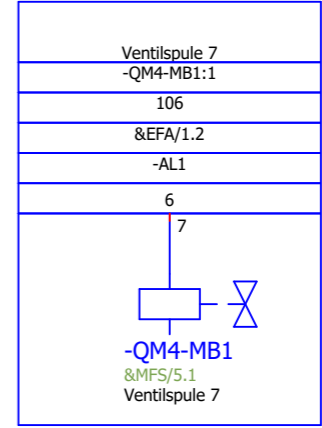 Ventilspule 7
-QM4-MB1:1
106
&EFA/1.2
-AL1
6
7
-QM4-MB1
&MFS/5.1
Ventilspule 7